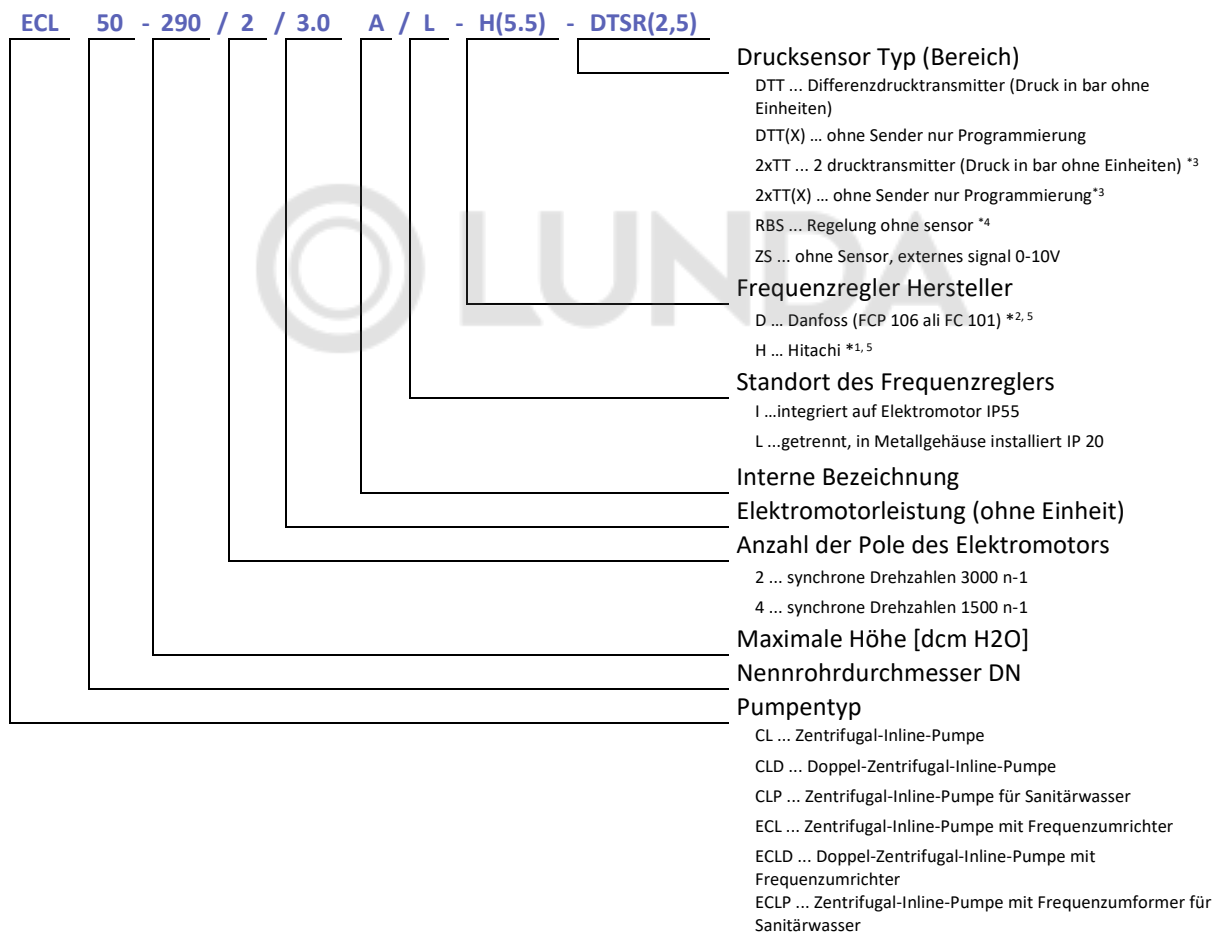 ECL 50 - 290 / 2 / 3.0 A / L - H(5.5) - DTSR(2,5)
Drucksensor Typ (Bereich)
DTT ... Differenzdrucktransmitter (Druck in bar ohne
Einheiten)
DTT(X) ... ohne Sender nur Programmierung
2xTT ... 2 drucktransmitter (Druck in bar ohne Einheiten) *3
2xTT(X) ... ohne Sender nur Programmierung*3
RBS ... Regelung ohne sensor *4
ZS ... ohne Sensor, externes signal 0-10V
LUNDA
Frequenzregler Hersteller
D ... Danfoss (FCP 106 ali FC 101) *2, 5
H ... Hitachi *1, 5
Standort des Frequenzreglers
I ...integriert auf Elektromotor IP55
L ...getrennt, in Metallgehäuse installiert IP 20
Interne Bezeichnung
Elektromotorleistung (ohne Einheit)
Anzahl der Pole des Elektromotors
2 ... synchrone Drehzahlen 3000 n-1
4 ... synchrone Drehzahlen 1500 n-1
Maximale Höhe [dcm H2O]
Nennrohrdurchmesser DN
Pumpentyp
CL ... Zentrifugal-Inline-Pumpe
CLD ... Doppel-Zentrifugal-Inline-Pumpe
CLP ... Zentrifugal-Inline-Pumpe für Sanitärwasser
ECL ... Zentrifugal-Inline-Pumpe mit Frequenzumrichter
ECLD ... Doppel-Zentrifugal-Inline-Pumpe mit
Frequenzumrichter
ECLP ... Zentrifugal-Inline-Pumpe mit Frequenzumformer für
Sanitärwasser